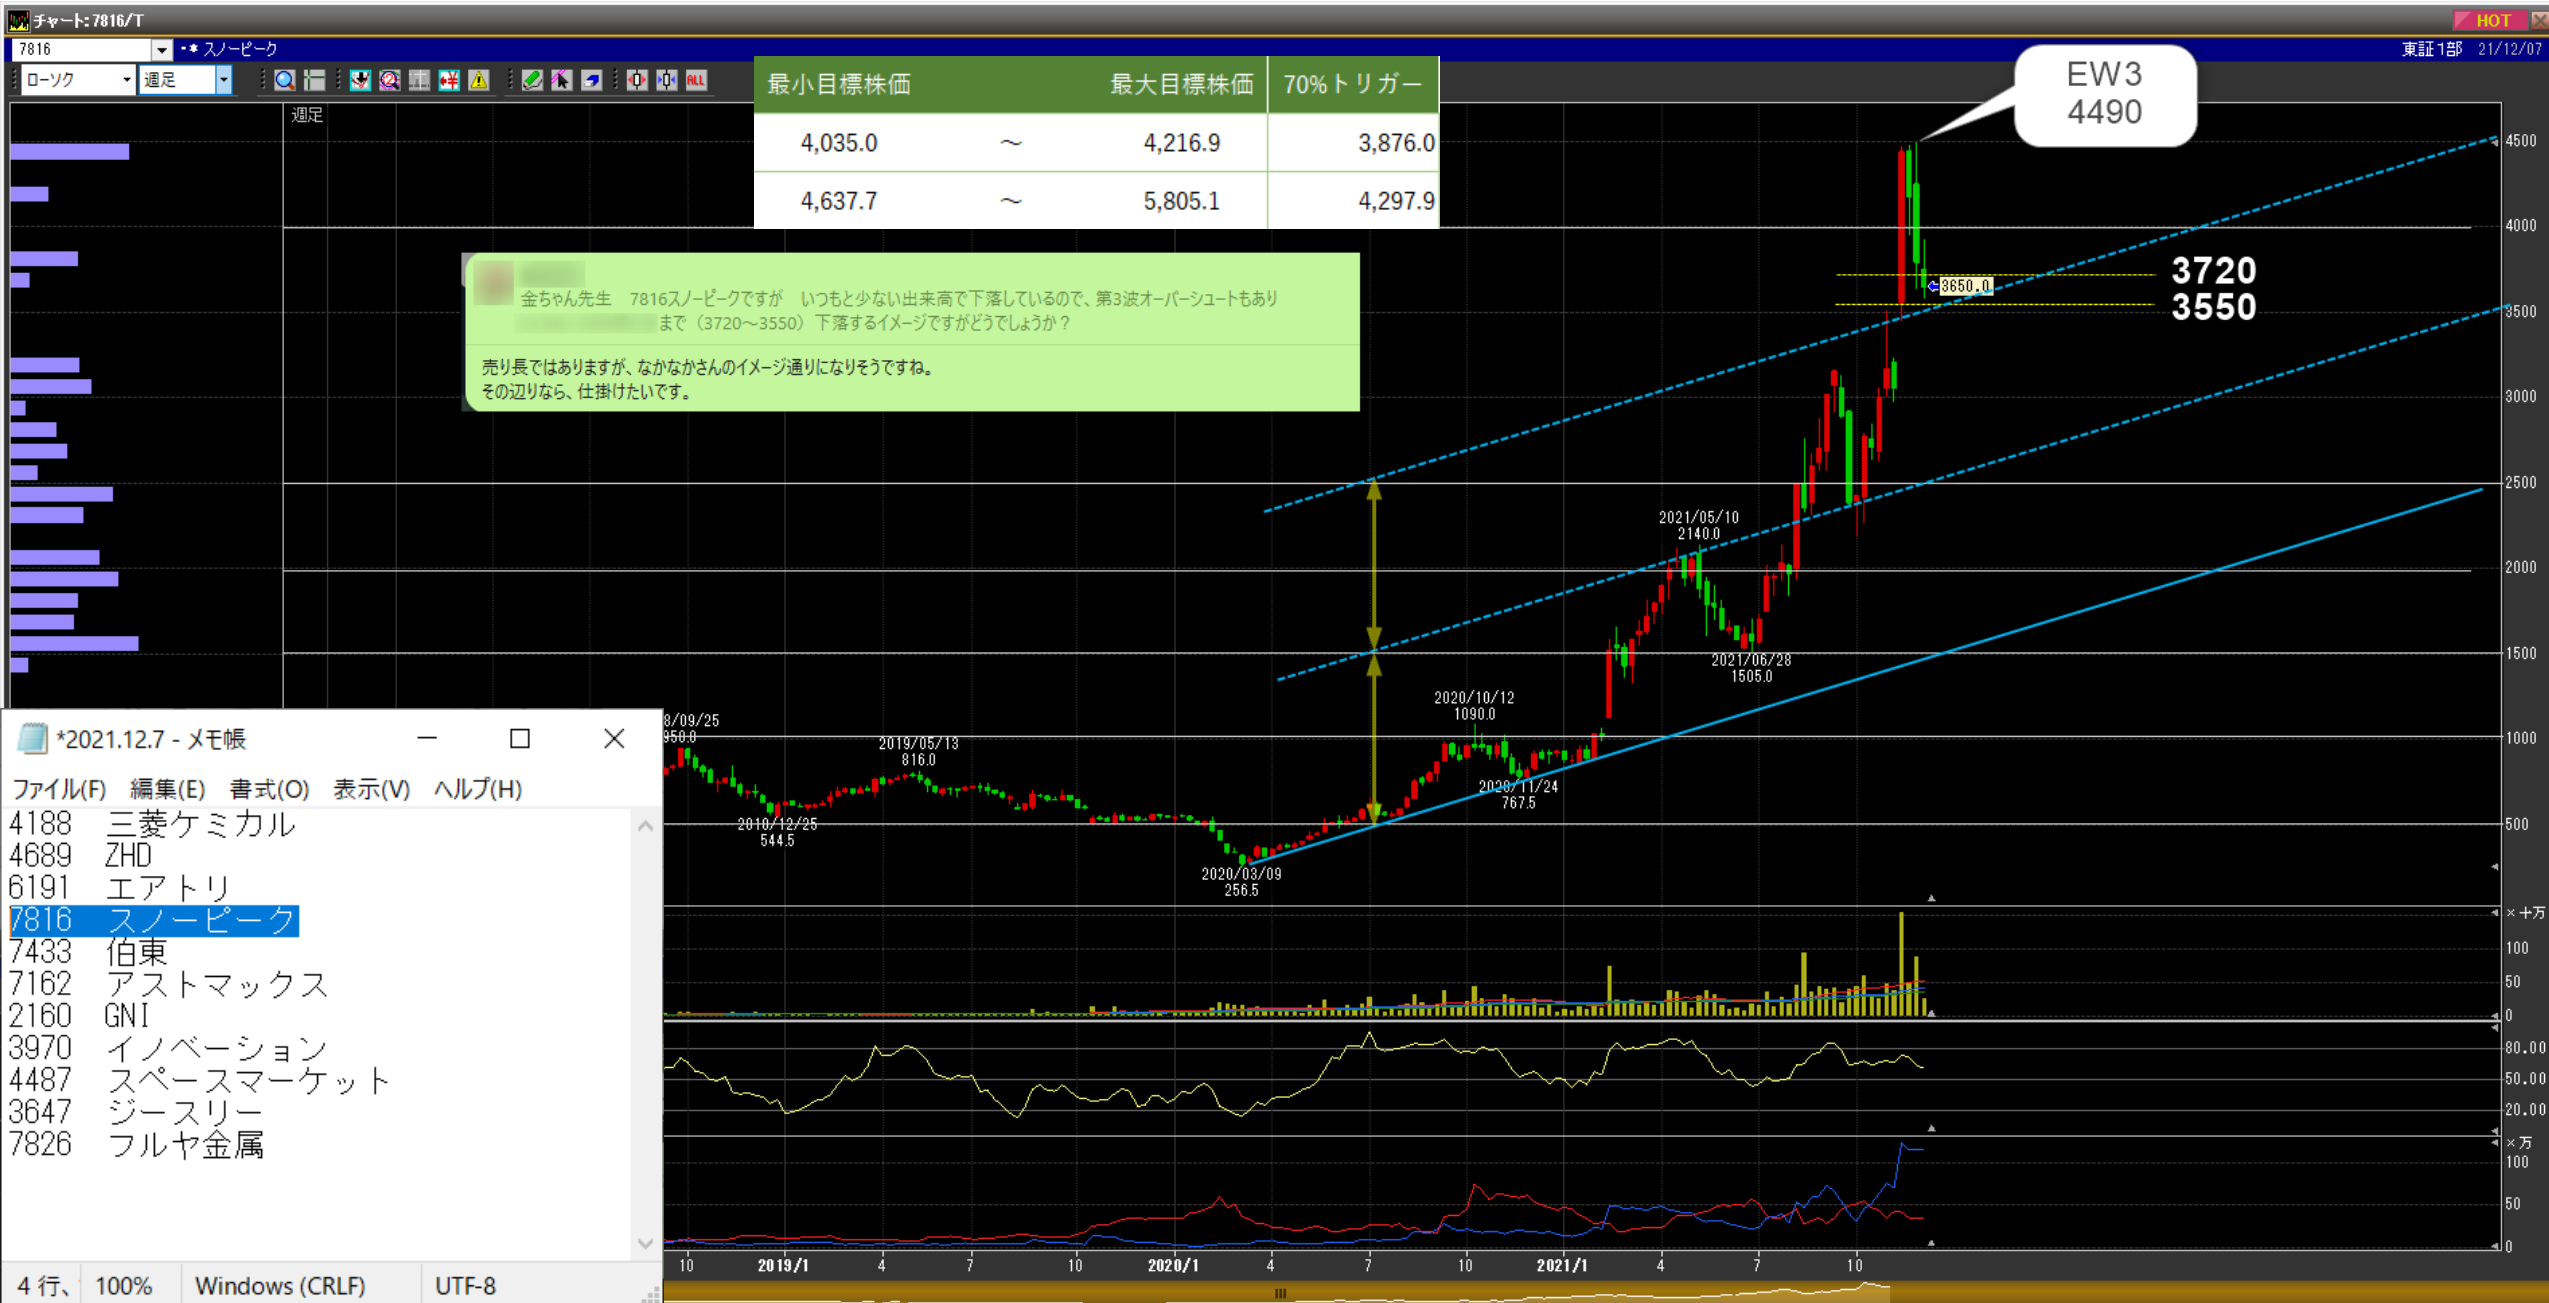 チャート:7816/T
HOT
7816
・* スノーピーク
東証1部 21/12/07
ローソク
週足
ALL
週足
最小目標株価 最大目標株価 70%トリガー
4,035.0 ～ 4,216.9 3,876.0
4,637.7 ～ 5,805.1 4,297.9
EW3
4490
金ちゃん先生 7816スノーピークですが いつもと少ない出来高で下落しているので、第3波オーバーシュートもあり
まで（3720～3550）下落するイメージですがどうでしょうか？
売り長ではありますが、なかなかさんのイメージ通りになりそうですね。
その辺りなら、仕掛けたいです。
3720
3550
3650.0
4500
4000
3500
3000
2500
2000
1500
1000
500
2021/05/10
2140.0
2021/06/28
1505.0
2020/10/12
1090.0
2020/11/24
767.5
8/09/25
950.0
2019/05/13
816.0
2018/12/25
544.5
2020/03/09
256.5
×十万
100
50
0
80.00
50.00
20.00
×万
100
50
0
10 2019/1 4 7 10 2020/1 4 7 10 2021/1 4 7 10
*2021.12.7 - メモ帳
ファイル(F) 編集(E) 書式(O) 表示(V) ヘルプ(H)
4188 三菱ケミカル
4689 ZHD
6191 エアトリ
7816 スノーピーク
7433 伯東
7162 アストマックス
2160 GNI
3970 イノベーション
4487 スペースマーケット
3647 ジースリー
7826 フルヤ金属
4 行、 100% Windows (CRLF) UTF-8